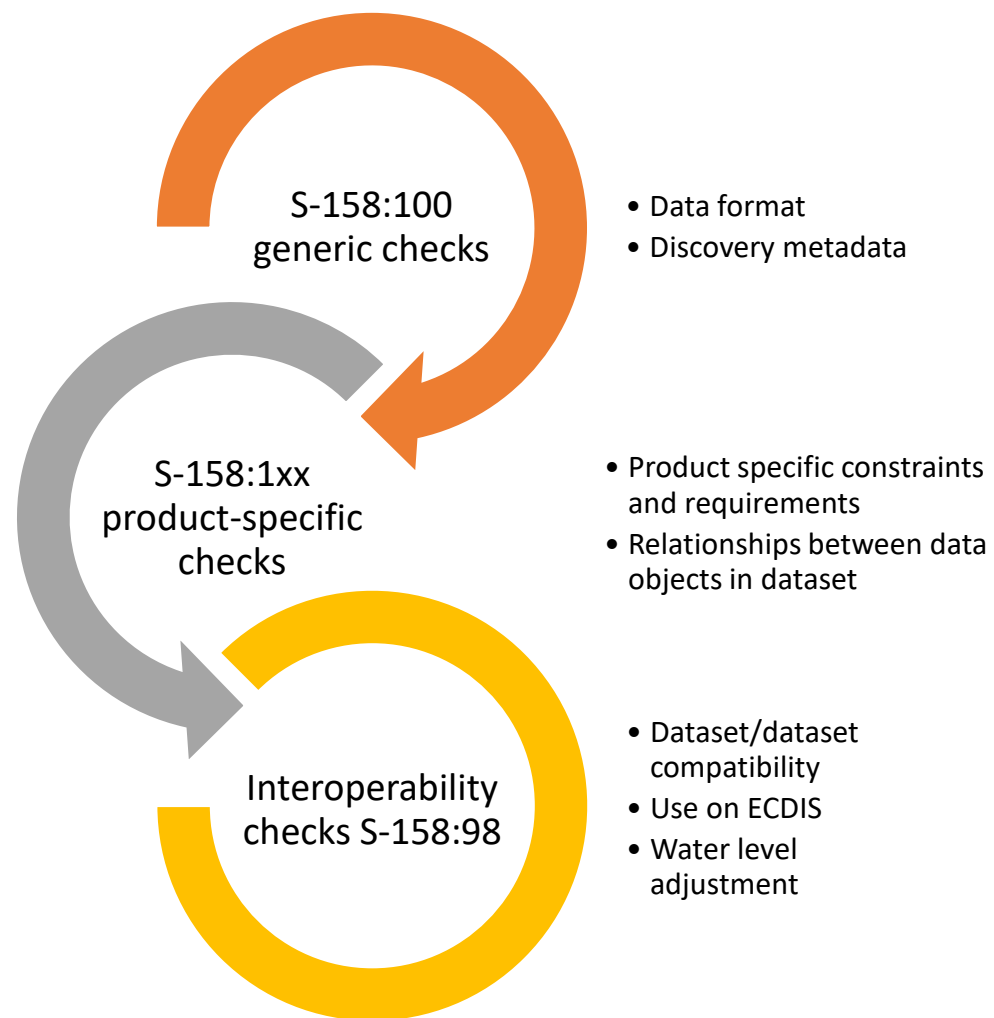 S-158:100
generic checks
• Data format
• Discovery metadata
S-158:1xx
product-specific
checks
• Product specific constraints
and requirements
• Relationships between data
objects in dataset
Interoperability
checks S-158:98
• Dataset/dataset
compatibility
• Use on ECDIS
• Water level
adjustment